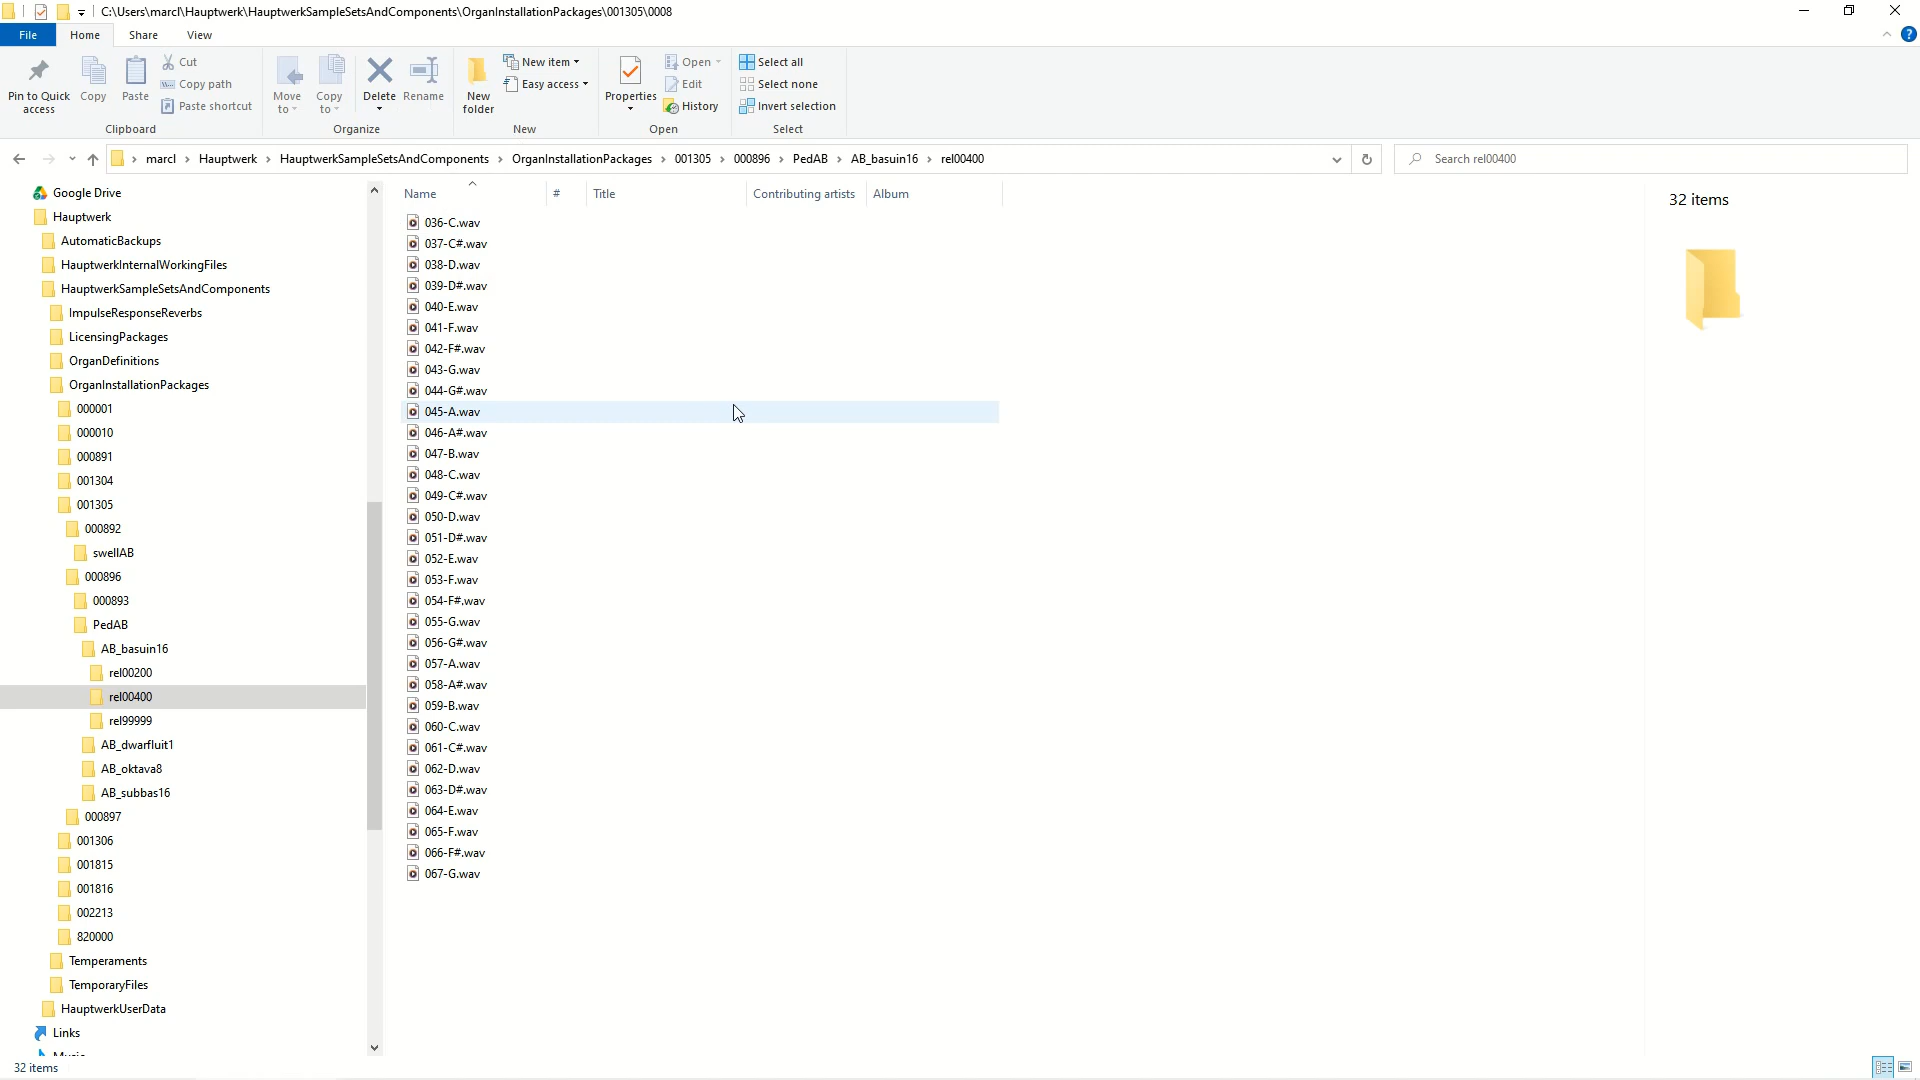 C:\Users\marcl\Hauptwerk\HauptwerkSampleSetsAndComponents\OrganInstallationPackages\001305\0008
File Home Share View
Pin to Quick access
Copy
Paste
Cut
Copy path
Paste shortcut
Clipboard
Move to
Copy to
Delete
Rename
Organize
New folder
New item
Easy access
New
Properties
Open
Edit
History
Open
Select all
Select none
Invert selection
Select
marcl > Hauptwerk > HauptwerkSampleSetsAndComponents > OrganInstallationPackages > 001305 > 000896 > PedAB > AB_basuin16 > rel00400
Search rel00400
Google Drive
Hauptwerk
AutomaticBackups
HauptwerkInternalWorkingFiles
HauptwerkSampleSetsAndComponents
ImpulseResponseReverbs
LicensingPackages
OrganDefinitions
OrganInstallationPackages
000001
000010
000891
001304
001305
000892
swellAB
000896
000893
PedAB
AB_basuin16
rel00200
rel00400
rel99999
AB_dwarfluit1
AB_oktava8
AB_subbas16
000897
001306
001815
001816
002213
820000
Temperaments
TemporaryFiles
HauptwerkUserData
Links
Music
Name # Title Contributing artists Album
036-C.wav
037-C#.wav
038-D.wav
039-D#.wav
040-E.wav
041-F.wav
042-F#.wav
043-G.wav
044-G#.wav
045-A.wav
046-A#.wav
047-B.wav
048-C.wav
049-C#.wav
050-D.wav
051-D#.wav
052-E.wav
053-F.wav
054-F#.wav
055-G.wav
056-G#.wav
057-A.wav
058-A#.wav
059-B.wav
060-C.wav
061-C#.wav
062-D.wav
063-D#.wav
064-E.wav
065-F.wav
066-F#.wav
067-G.wav
32 items
32 items